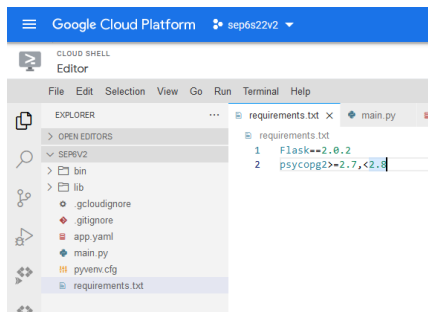 Google Cloud Platform sep6s22v2
CLOUD SHELL
Editor
File Edit Selection View Go Run Terminal Help
EXPLORER ...
requirements.txt × main.py
OPEN EDITORS
requirements.txt
SEP6V2
1 Flask==2.0.2
2 psycopg2>=2.7,<2.8
bin
lib
.gcloudignore
.gitignore
app.yaml
main.py
pyvenv.cfg
requirements.txt